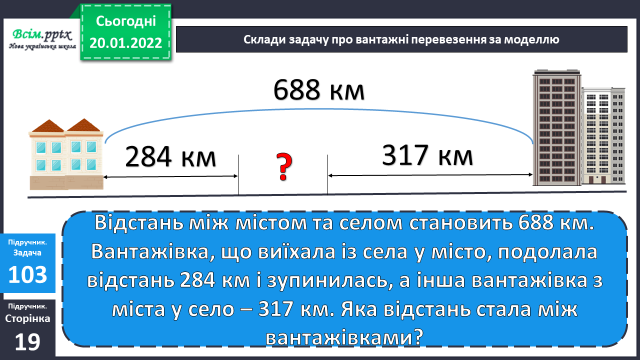 Всім.pptx
Нова українська школа
Сьогодні
20.01.2022
Склади задачу про вантажні перевезення за моделлю
688 км
284 км
?
317 км
Підручник.
Задача
103
Підручник.
Сторінка
19
Відстань між містом та селом становить 688 км.
Вантажівка, що виїхала із села у місто, подолала
відстань 284 км і зупинилась, а інша вантажівка з
міста у село – 317 км. Яка відстань стала між
вантажівками?